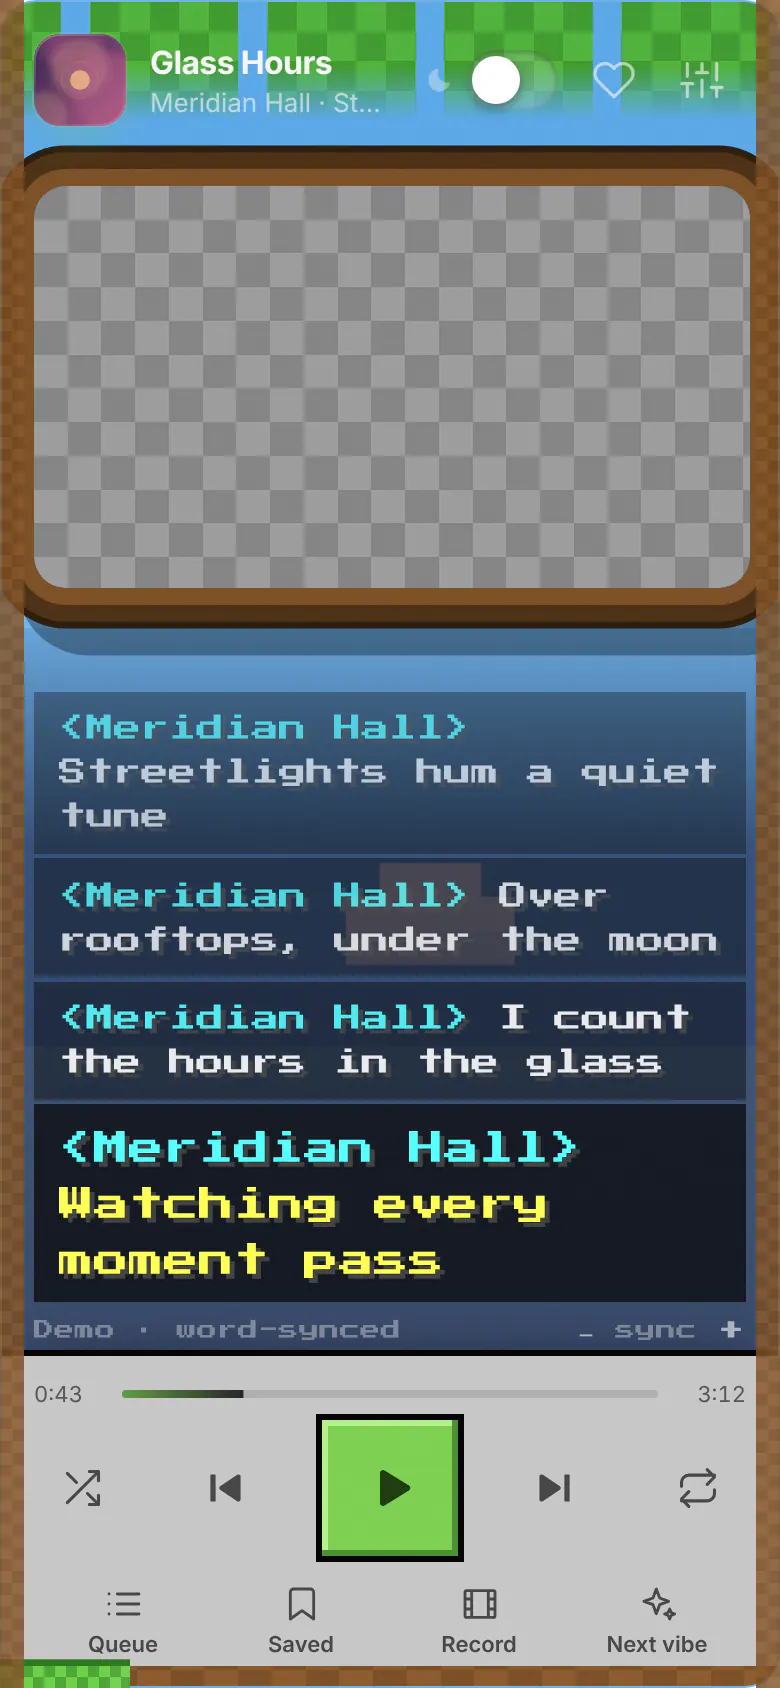 Glass Hours
Meridian Hall · St...
<Meridian Hall>
Streetlights hum a quiet
tune
<Meridian Hall> Over
rooftops, under the moon
<Meridian Hall> I count
the hours in the glass
<Meridian Hall>
Watching every
moment pass
Demo · word-synced - sync +
0:43 3:12
Queue Saved Record Next vibe